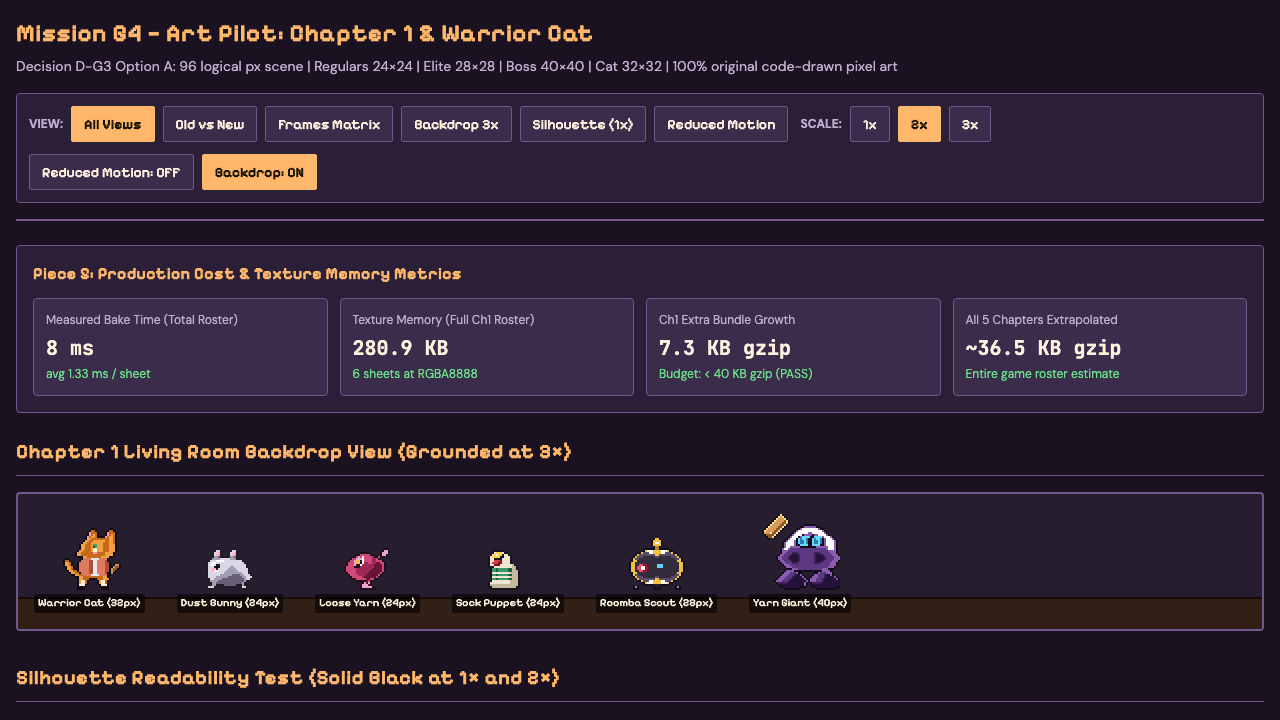 Mission G4 - Art Pilot: Chapter 1 & Warrior Cat
Decision D-G3 Option A: 96 logical px scene | Regulars 24×24 | Elite 28×28 | Boss 40×40 | Cat 32×32 | 100% original code-drawn pixel art
VIEW: All Views Old vs New Frames Matrix Backdrop 3x Silhouette (1x) Reduced Motion SCALE: 1x 2x 3x
Reduced Motion: OFF Backdrop: ON
Piece 8: Production Cost & Texture Memory Metrics
Measured Bake Time (Total Roster)
8 ms
avg 1.33 ms / sheet
Texture Memory (Full Ch1 Roster)
280.9 KB
6 sheets at RGBA8888
Ch1 Extra Bundle Growth
7.3 KB gzip
Budget: < 40 KB gzip (PASS)
All 5 Chapters Extrapolated
~36.5 KB gzip
Entire game roster estimate
Chapter 1 Living Room Backdrop View (Grounded at 3×)
Warrior Cat (32px) Dust Bunny (24px) Loose Yarn (24px) Sock Puppet (24px) Roomba Scout (28px) Yarn Giant (40px)
Silhouette Readability Test (Solid Black at 1× and 2×)